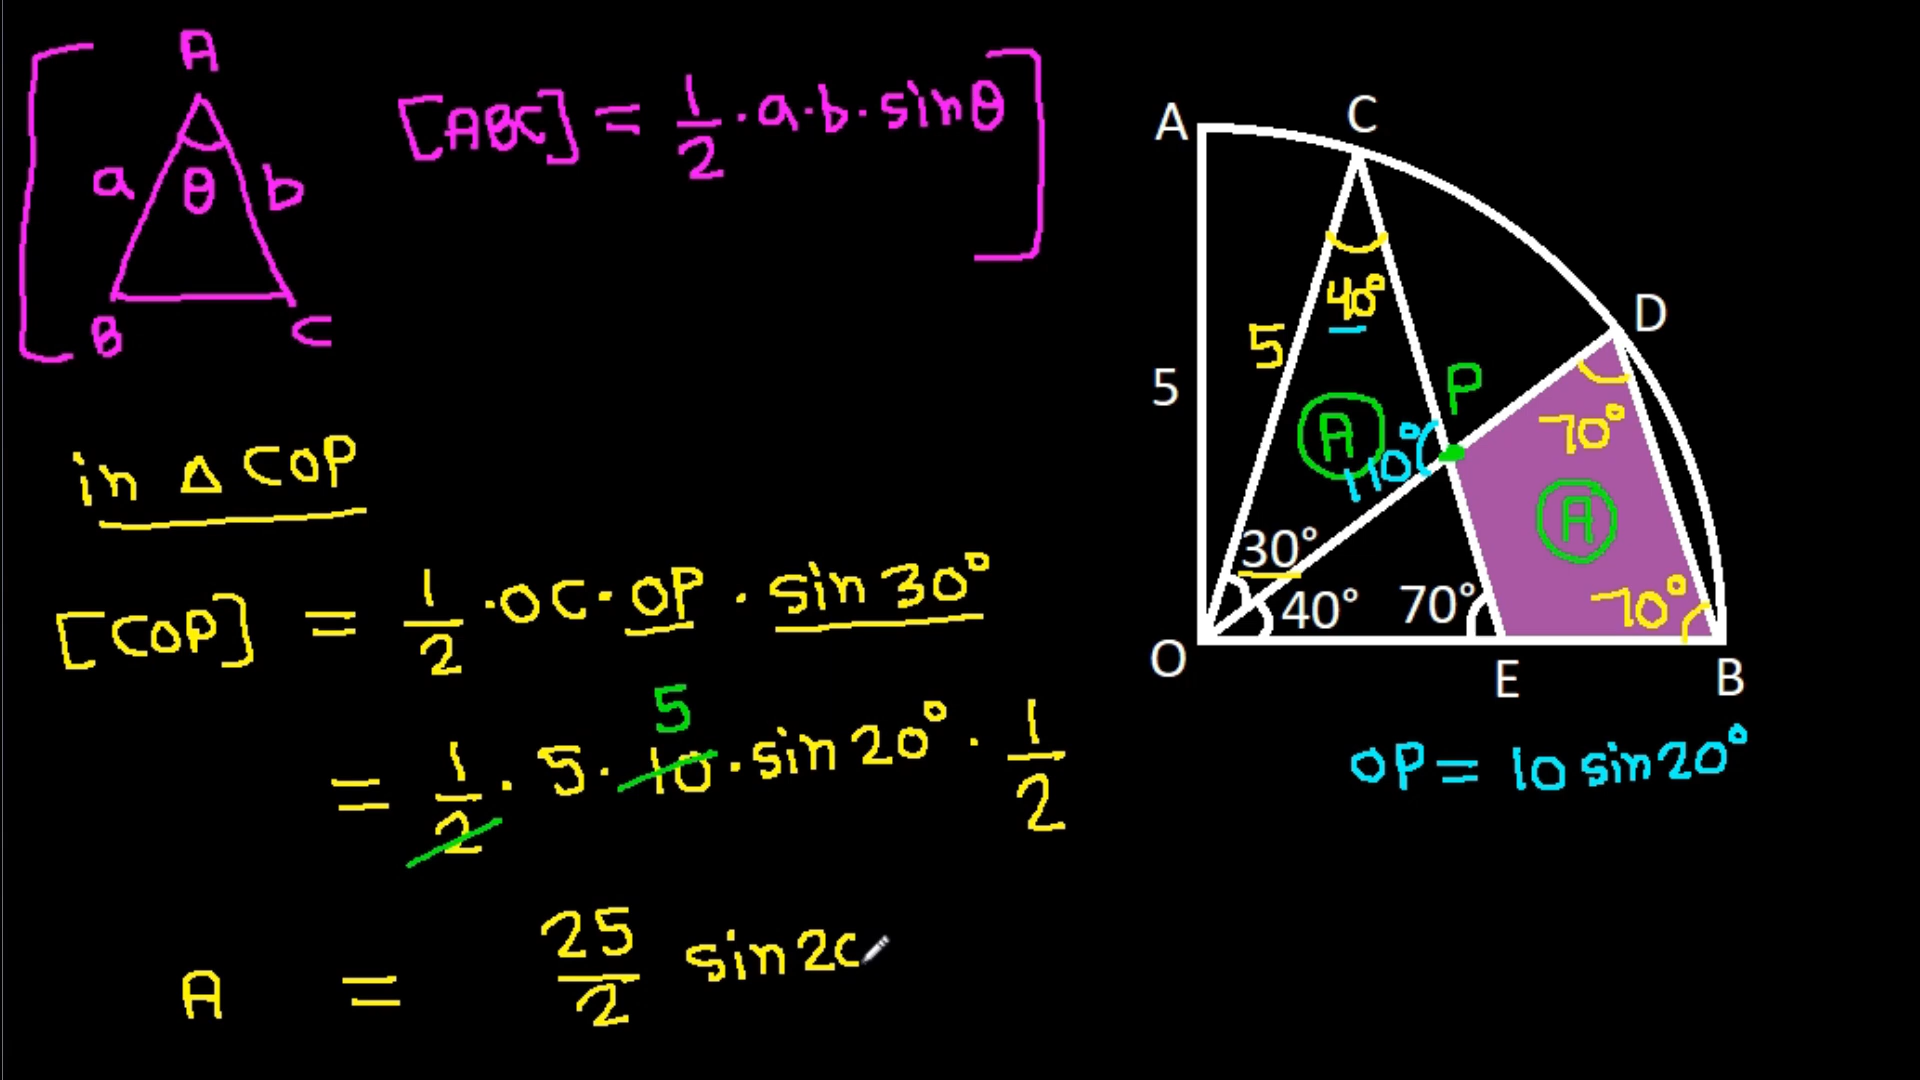 A
[ABC] = 1/2 · a · b · sin θ
a θ b
B C
in Δ COP
[COP] = 1/2 · OC · OP · sin 30°
5
= 1/2 · 5 · 10 · sin 20° · 1/2
A = 25/2 sin 20
A C
40°
D
5
5
P
A 110°
70°
A
30°
40° 70° 70°
O E B
OP = 10 sin 20°